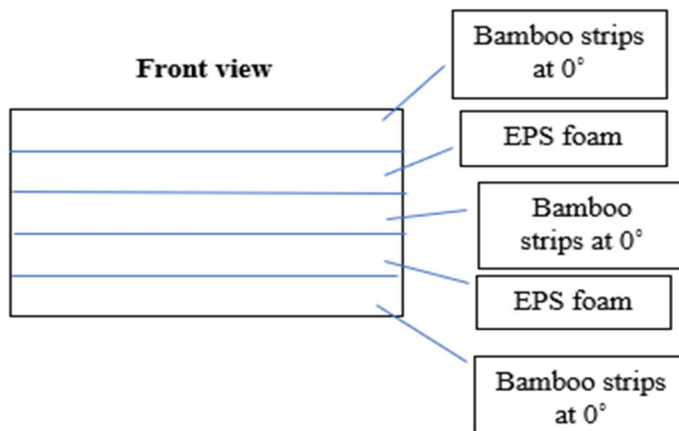 Front view
Bamboo strips
at 0˚
EPS foam
Bamboo
strips at 0˚
EPS foam
Bamboo strips
at 0˚